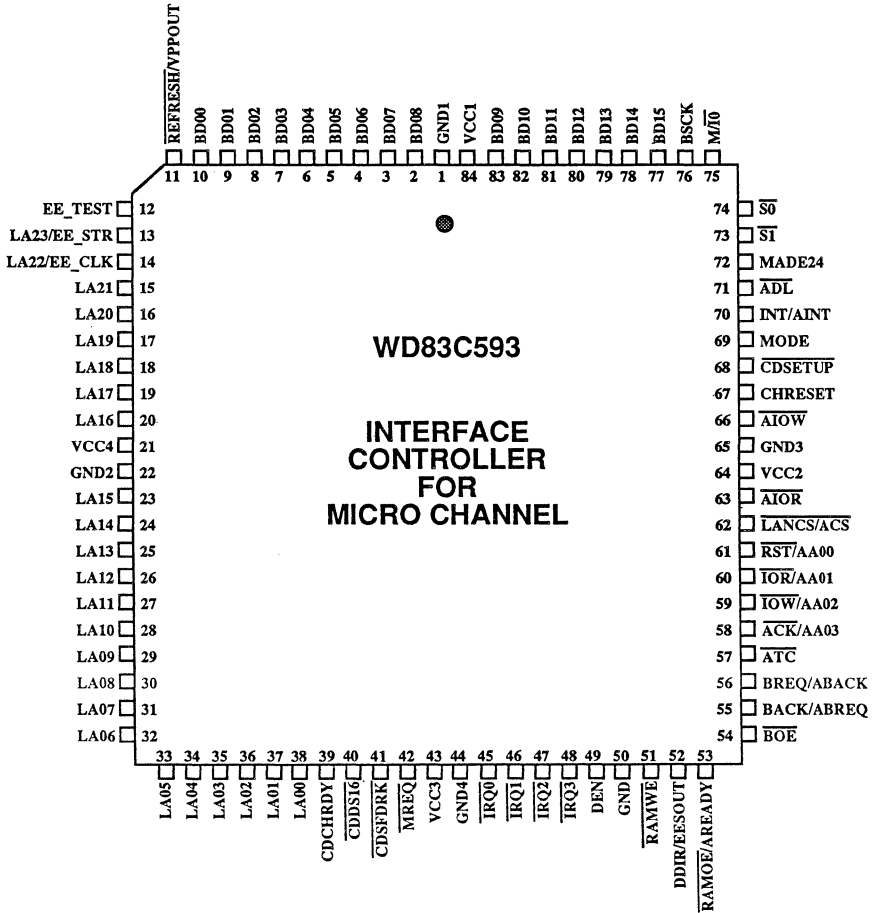 REFRESH/VPPOUT BD00 BD01 BD02 BD03 BD04 BD05 BD06 BD07 BD08 GND1 VCC1 BD09 BD10 BD11 BD12 BD13 BD14 BD15 BSCK M/I0
11 10 9 8 7 6 5 4 3 2 1 84 83 82 81 80 79 78 77 76 75
EE_TEST 12
LA23/EE_STR 13
LA22/EE_CLK 14
LA21 15
LA20 16
LA19 17
LA18 18
LA17 19
LA16 20
VCC4 21
GND2 22
LA15 23
LA14 24
LA13 25
LA12 26
LA11 27
LA10 28
LA09 29
LA08 30
LA07 31
LA06 32
WD83C593
INTERFACE
CONTROLLER
FOR
MICRO CHANNEL
74 S0
73 S1
72 MADE24
71 ADL
70 INT/AINT
69 MODE
68 CDSETUP
67 CHRESET
66 AIOW
65 GND3
64 VCC2
63 AIOR
62 LANCS/ACS
61 RST/AA00
60 IOR/AA01
59 IOW/AA02
58 ACK/AA03
57 ATC
56 BREQ/ABACK
55 BACK/ABREQ
54 BOE
33 34 35 36 37 38 39 40 41 42 43 44 45 46 47 48 49 50 51 52 53
LA05 LA04 LA03 LA02 LA01 LA00 CDCHRDY CDDS16 CDSFDRK MREQ VCC3 GND4 IRQ0 IRQ1 IRQ2 IRQ3 DEN GND RAMWE DDIR/EESOUT RAMOE/AREADY